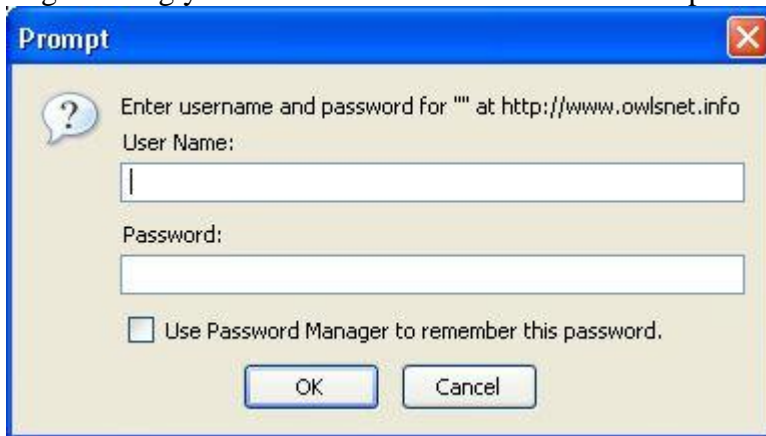 Prompt
Enter username and password for "" at http://www.owlsnet.info
User Name:
Password:
Use Password Manager to remember this password.
OK Cancel